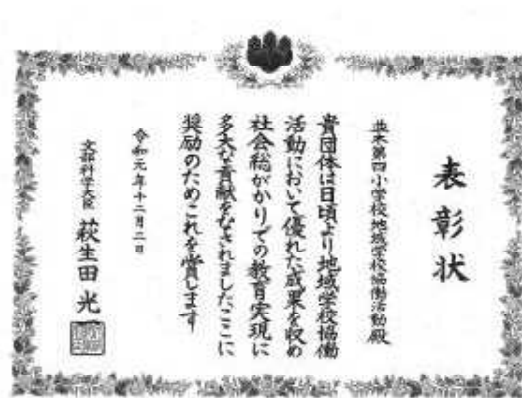 表彰状
並木第四小学校地域学校協働活動殿
貴団体は日頃より地域学校協働
活動において優れた成果を収め
社会総がかりでの教育実現に
多大な貢献をなされましたここに
奨励のためこれを賞します
令和元年十二月二日
文部科学大臣 萩生田光